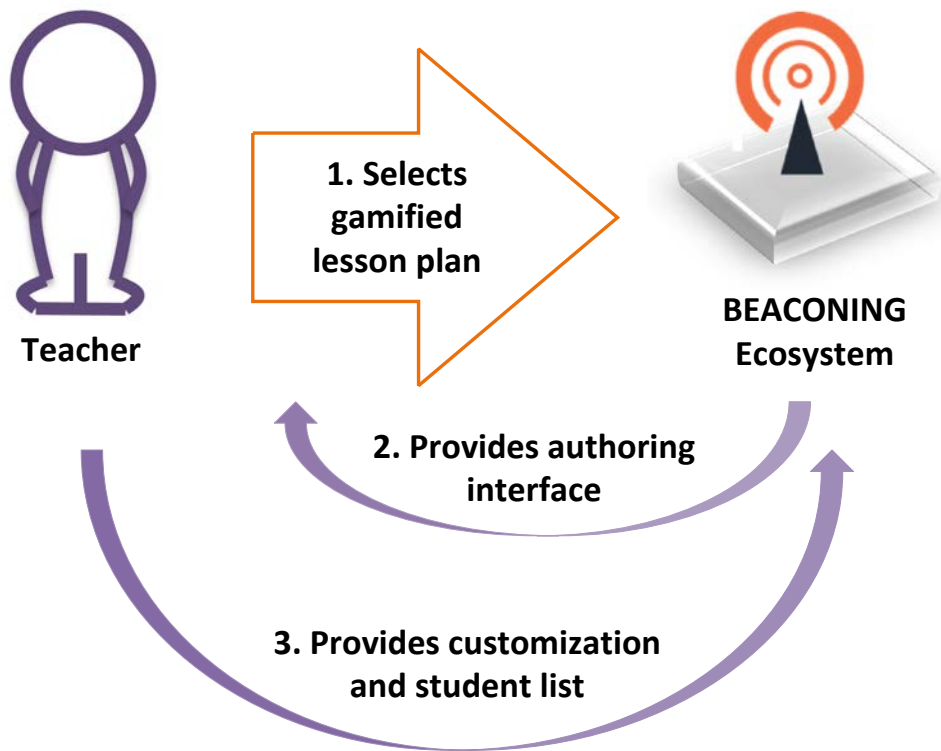 1. Selects
gamified
lesson plan
Teacher
BEACONING
Ecosystem
2. Provides authoring
interface
3. Provides customization
and student list